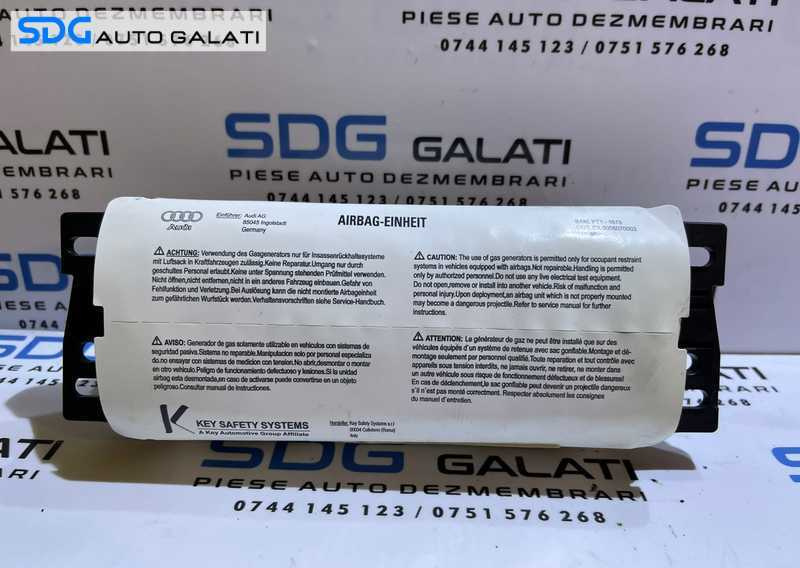 SDG AUTO GALATI
SDG GALATI
PIESE AUTO DEZMEMBRARI
0744 145 123 / 0751 576 268
SDG GALATI
PIESE AUTO DEZMEMBRARI
0744 145 123 / 0751 576 268
GALATI
DEZMEMBRARI
0751 576 268
Audi
Einführer: Audi AG
85045 Ingolstadt
Germany
AIRBAG-EINHEIT
ACHTUNG: Verwendung des Gasgenerators nur für Insassenrückhaltesysteme
mit Luftsack in Kraftfahrzeugen zulässig.Keine Reparatur.Umgang nur durch
geschultes Personal erlaubt.Keine unter Spannung stehenden Prüfmittel verwenden.
Nicht öffnen,nicht entfernen,nicht in ein anderes Fahrzeug einbauen.Gefahr von
Fehlfunktion und Verletzung.Bei Auslösung kann die nicht montierte Airbageinheit
zum gefährlichen Wurfstück werden.Verhaltensvorschriften siehe Service-Handbuch.
CAUTION: The use of gas generators is permitted only for occupant restraint
systems in vehicles equipped with airbags.Not repairable.Handling is permitted
only by authorized personnel.Do not use any live electrical test equipment.
Do not open,remove or install into another vehicle.Risk of malfunction and
personal injury.Upon deployment,an airbag unit which is not properly mounted
may become a dangerous projectile.Refer to service manual for further
instructions.
AVISO: Generador de gas solamente utilizable en vehículos con sistemas de
seguridad pasiva.Sistema no reparable.Manipulacion solo por personal especializa
do.no ensayar con sistemas de medicion con tension.No abrir,desmontar o montar
en otro vehículo.Peligro de funcionamiento defectuoso y lesiones.Si la unidad
airbag esta desmontada,en caso de activarse puede convertirse en un objeto
peligroso.Consultar manual de Instrucciones.
ATTENTION: Le générateur de gaz ne peut être installé que sur des
véhicules équipés d'un système de retenue avec sac gonflable.Montage et dé-
montage seulement par personnel qualifié.Toute réparation et tout contrôle avec
appareils sous tension interdits, ne jamais ouvrir, ne retirer, ne monter dans
un autre véhicule (risque de fonctionnement défectueux et de blessures)
En cas de déclenchement,le sac gonflable peut devenir un projectile dangereux
s'il n'est pas monté correctement. Respecter absolument les consignes
du manuel d'entretien.
KEY SAFETY SYSTEMS
A Key Automotive Group Affiliate
Hersteller: Key Safety Systems s.r.l
00034 Colleferro (Roma)
Italy
SDG GALATI
PIESE AUTO DEZMEMBRARI
0744 145 123 / 0751 576 268